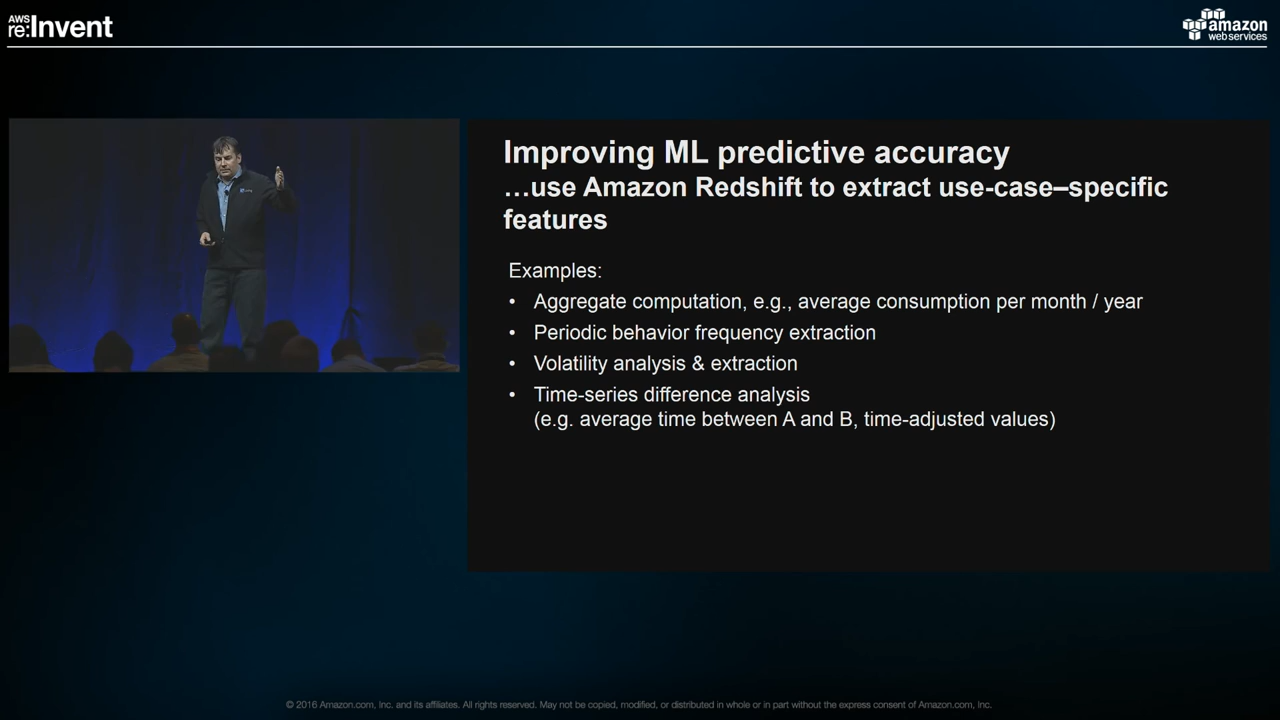 AWS
re:Invent
amazon
web services
Improving ML predictive accuracy
…use Amazon Redshift to extract use-case–specific
features
Examples:
• Aggregate computation, e.g., average consumption per month / year
• Periodic behavior frequency extraction
• Volatility analysis & extraction
• Time-series difference analysis
(e.g. average time between A and B, time-adjusted values)
© 2016 Amazon.com, Inc. and its affiliates. All rights reserved. May not be copied, modified, or distributed in whole or in part without the express consent of Amazon.com, Inc.